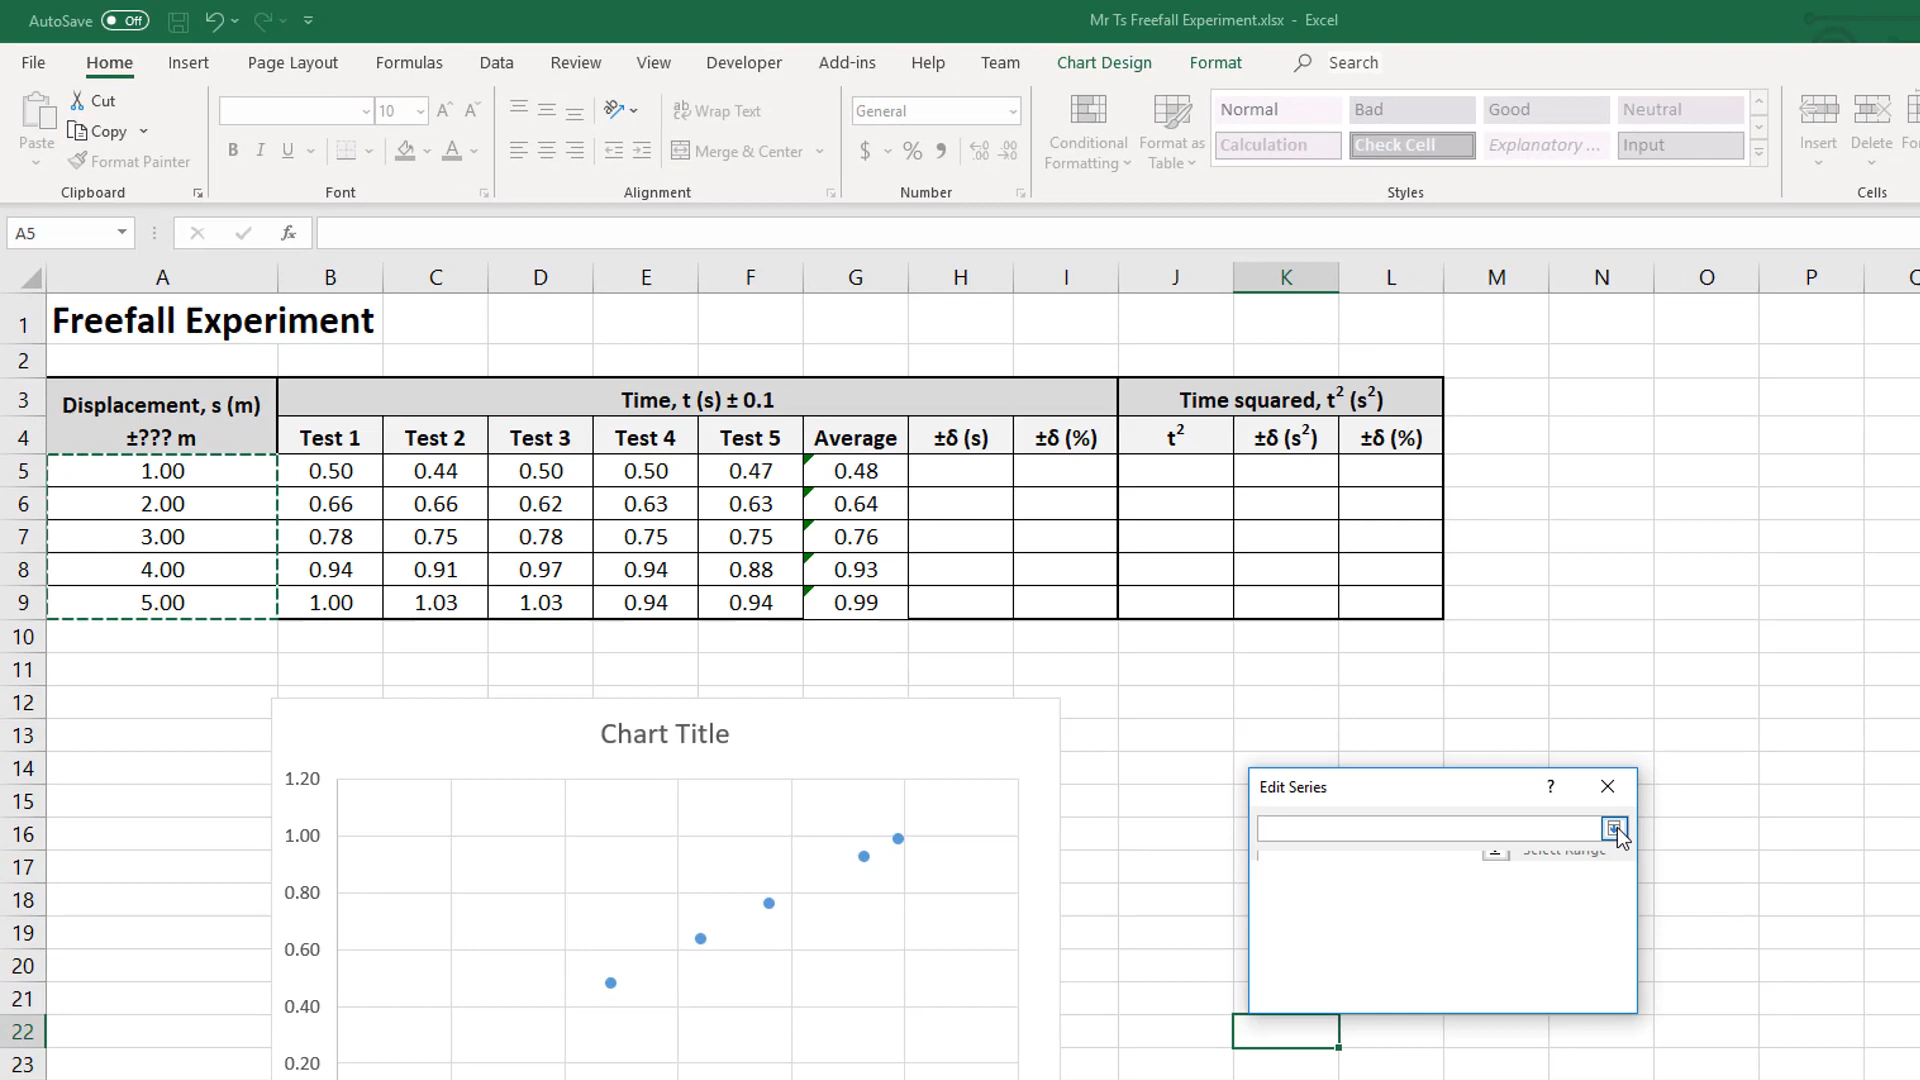 AutoSave Off Mr Ts Freefall Experiment.xlsx - Excel
File Home Insert Page Layout Formulas Data Review View Developer Add-ins Help Team Chart Design Format Search
Paste Cut Copy Format Painter
10 A A
B I U A
Wrap Text
Merge & Center
General
$ % 9
Conditional Formatting
Format as Table
Normal Bad Good Neutral
Calculation Check Cell Explanatory ... Input
Insert Delete
Clipboard Font Alignment Number Styles Cells
A5 fx
A B C D E F G H I J K L M N O P
1 Freefall Experiment
2
3 Displacement, s (m) Time, t (s) ± 0.1 Time squared, t² (s²)
4 ±??? m Test 1 Test 2 Test 3 Test 4 Test 5 Average ±δ (s) ±δ (%) t² ±δ (s²) ±δ (%)
5 1.00 0.50 0.44 0.50 0.50 0.47 0.48
6 2.00 0.66 0.66 0.62 0.63 0.63 0.64
7 3.00 0.78 0.75 0.78 0.75 0.75 0.76
8 4.00 0.94 0.91 0.97 0.94 0.88 0.93
9 5.00 1.00 1.03 1.03 0.94 0.94 0.99
10
11
12
13 Chart Title
14 1.20 Edit Series ?
15
16 1.00
17 Select Range
18 0.80
19
20 0.60
21 0.40
22
23 0.20